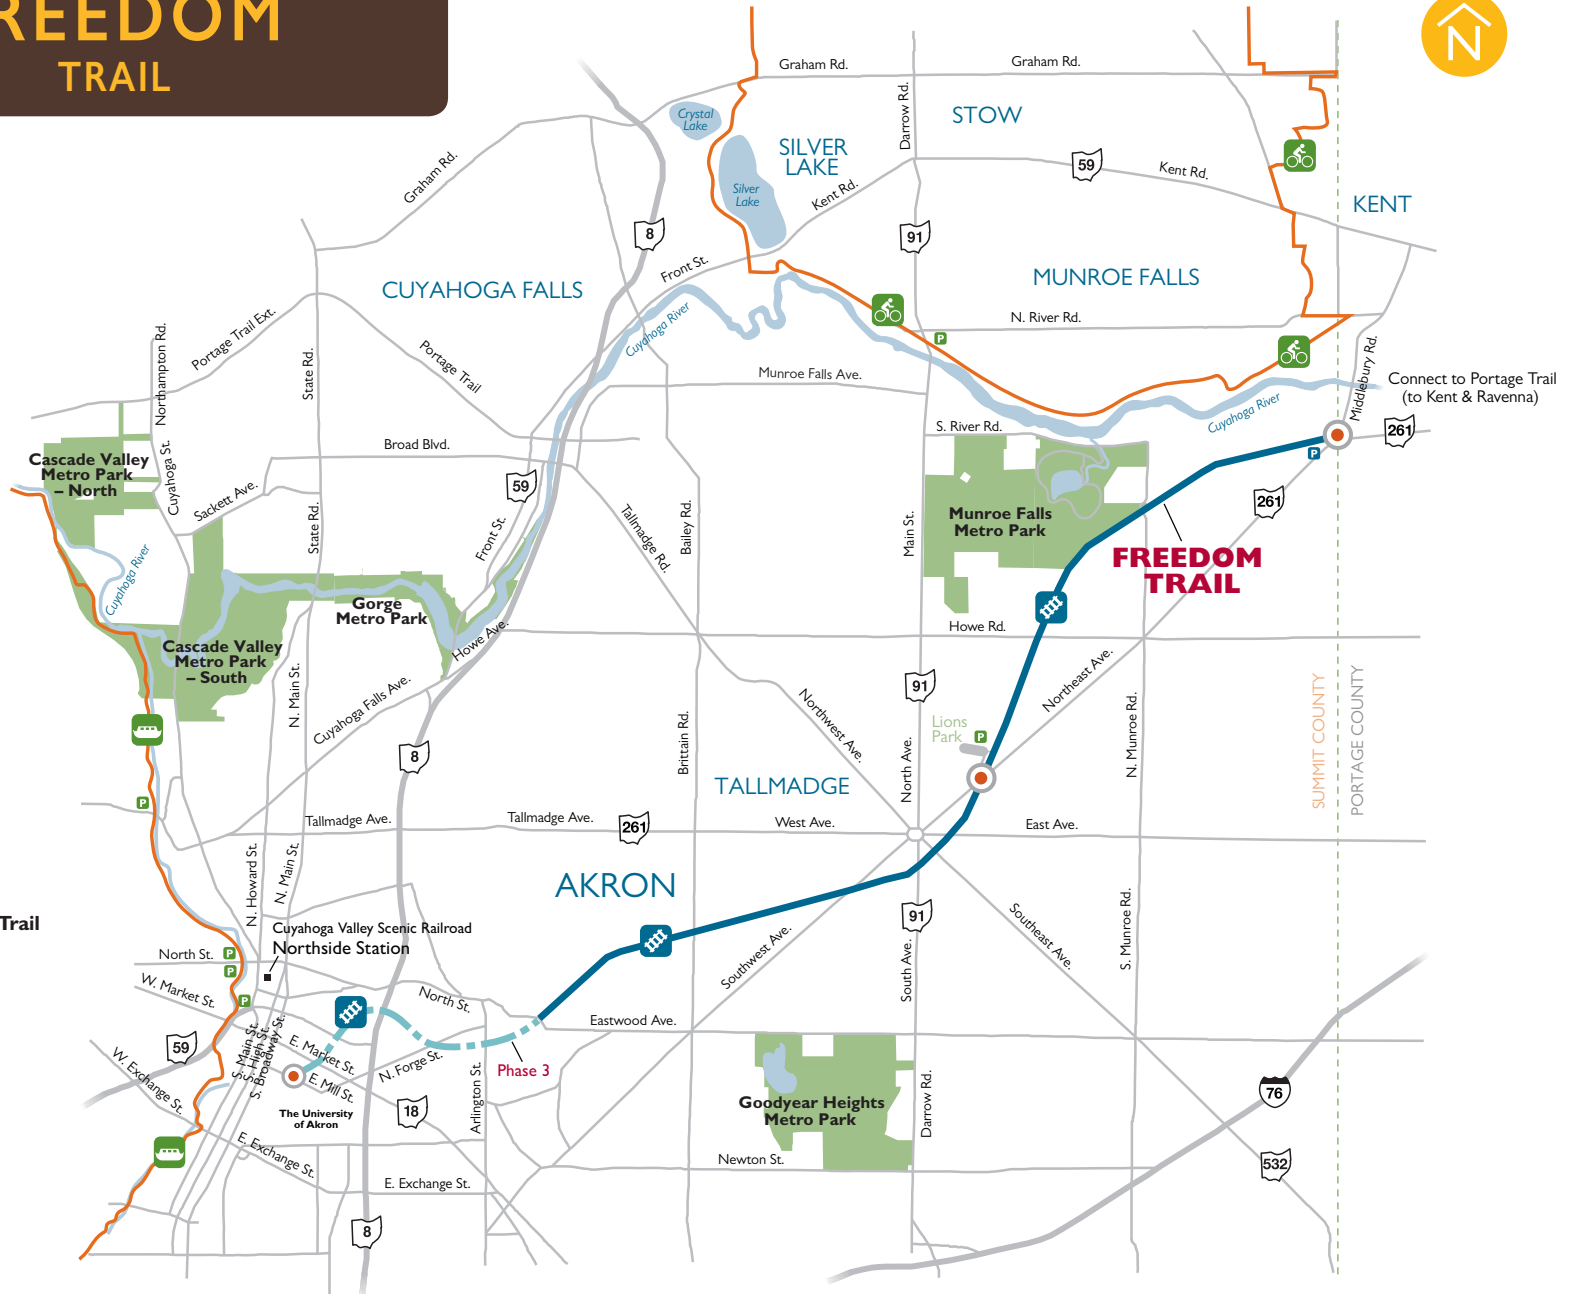 REEDOM
TRAIL
N
Graham Rd.
Graham Rd.
Crystal
Lake
Darrow Rd.
STOW
SILVER
LAKE
59
Kent Rd.
Graham Rd.
Silver
Lake
Kent Rd.
KENT
8
91
CUYAHOGA FALLS
Front St.
MUNROE FALLS
Portage Trail Ext.
Cuyahoga River
N. River Rd.
P
Northampton Rd.
State Rd.
Portage Trail
Munroe Falls Ave.
Middlebury Rd.
Connect to Portage Trail
(to Kent & Ravenna)
Cuyahoga River
S. River Rd.
261
P
Broad Blvd.
Cascade Valley
Metro Park
– North
Cuyahoga St.
Sackett Ave.
59
261
State Rd.
Front St.
Tallmadge Rd.
Bailey Rd.
Main St.
Munroe Falls
Metro Park
FREEDOM
TRAIL
Cuyahoga River
Gorge
Metro Park
Howe Ave.
Howe Rd.
Cascade Valley
Metro Park
– South
N. Main St.
Cuyahoga Falls Ave.
Northwest Ave.
91
Northeast Ave.
N. Munroe Rd.
SUMMIT COUNTY
PORTAGE COUNTY
Lions
Park
P
8
Brittain Rd.
North Ave.
TALLMADGE
P
Tallmadge Ave.
Tallmadge Ave.
261
West Ave.
East Ave.
N. Howard St.
N. Main St.
AKRON
Trail
91
Southeast Ave.
S. Munroe Rd.
Cuyahoga Valley Scenic Railroad
Northside Station
North St.
P
P
Southwest Ave.
South Ave.
W. Market St.
P
North St.
Eastwood Ave.
59
S. Main St.
S. High St.
S. Broadway St.
E. Market St.
N. Forge St.
W. Exchange St.
E. Mill St.
Phase 3
Arlington St.
The University
of Akron
18
Goodyear Heights
Metro Park
Darrow Rd.
76
E. Exchange St.
Newton St.
532
E. Exchange St.
8